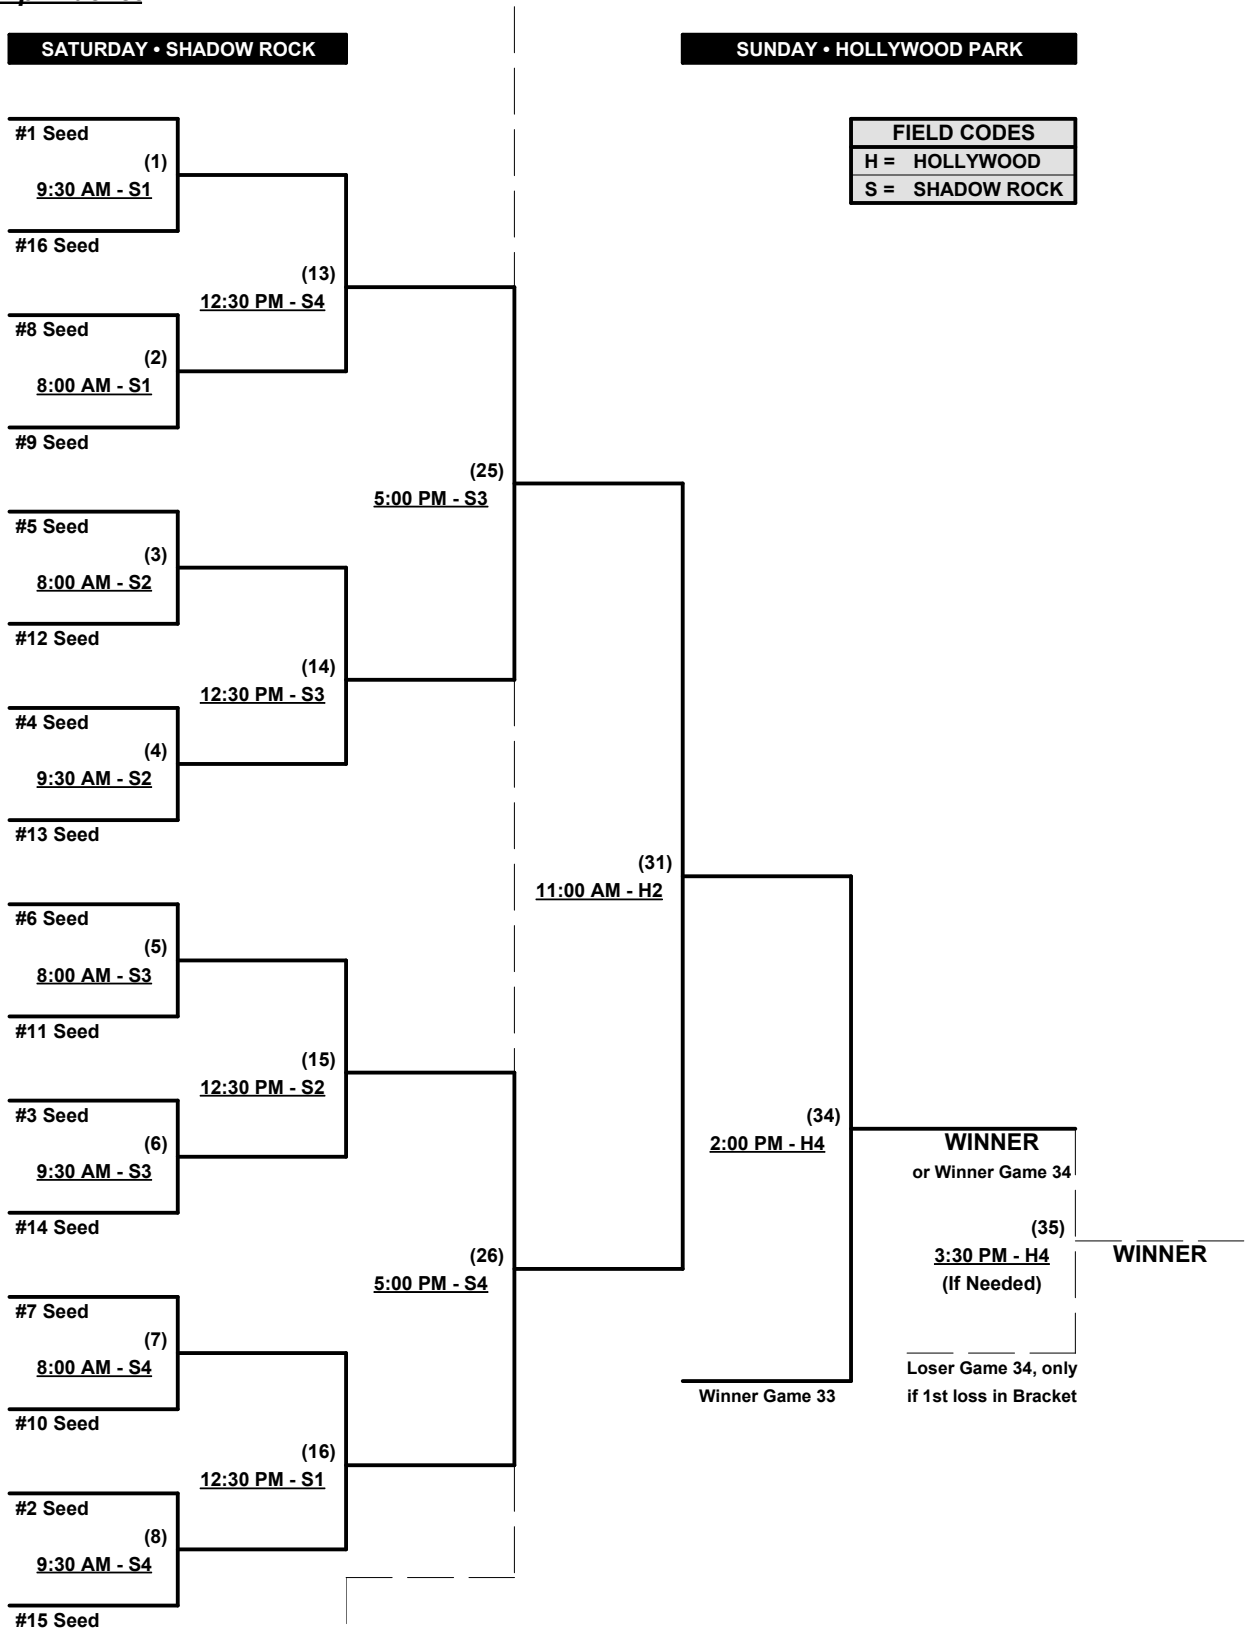 SATURDAY • SHADOW ROCK
SUNDAY • HOLLYWOOD PARK
FIELD CODES
H = HOLLYWOOD
S = SHADOW ROCK
#1 Seed
(1)
9:30 AM - S1
#16 Seed
(13)
12:30 PM - S4
#8 Seed
(2)
8:00 AM - S1
#9 Seed
(25)
5:00 PM - S3
#5 Seed
(3)
8:00 AM - S2
#12 Seed
(14)
12:30 PM - S3
#4 Seed
(4)
9:30 AM - S2
#13 Seed
(31)
11:00 AM - H2
#6 Seed
(5)
8:00 AM - S3
#11 Seed
(15)
12:30 PM - S2
#3 Seed
(6)
9:30 AM - S3
#14 Seed
(34)
2:00 PM - H4
WINNER
or Winner Game 34
(35)
3:30 PM - H4
(If Needed)
WINNER
(26)
5:00 PM - S4
#7 Seed
(7)
8:00 AM - S4
#10 Seed
Winner Game 33
Loser Game 34, only
if 1st loss in Bracket
(16)
12:30 PM - S1
#2 Seed
(8)
9:30 AM - S4
#15 Seed